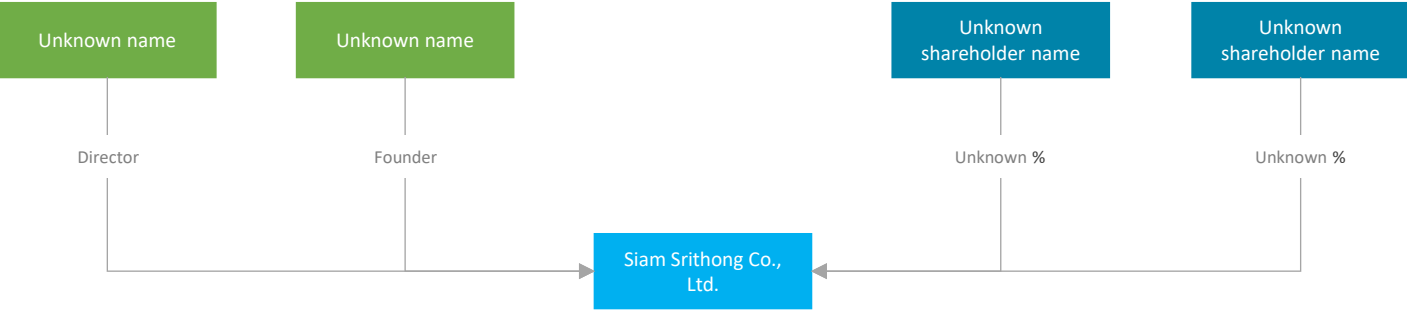 Unknown name
Unknown name
Unknown
shareholder name
Unknown
shareholder name
Director
Founder
Unknown %
Unknown %
Siam Srithong Co.,
Ltd.